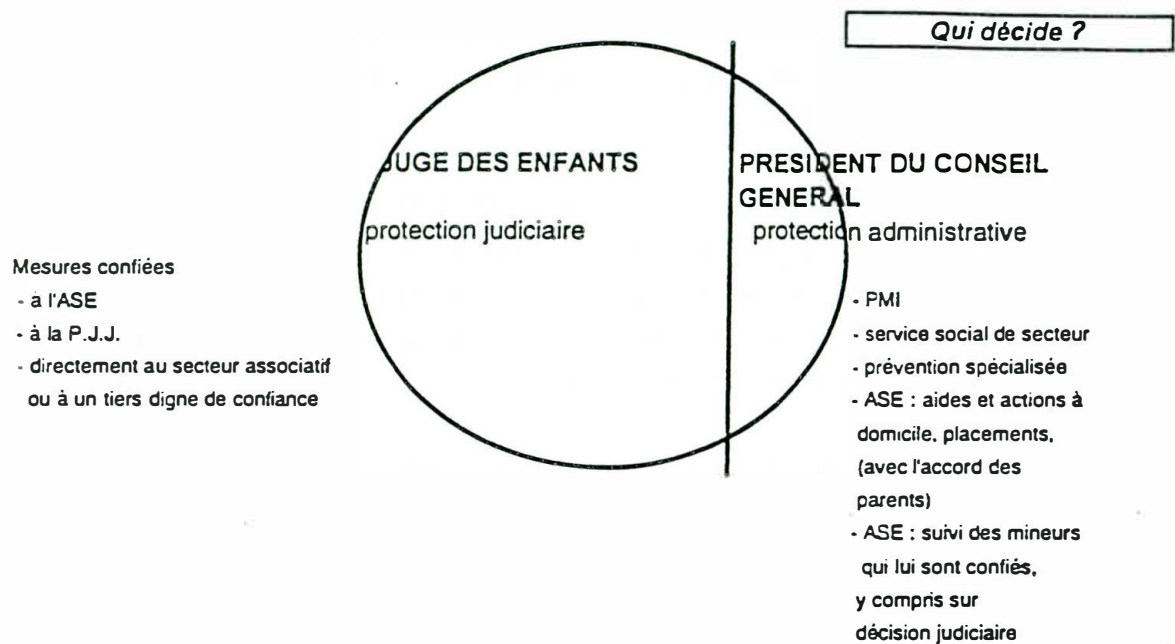 Qui décide ?
JUGE DES ENFANTS
protection judiciaire
PRESIDENT DU CONSEIL
GENERAL
protection administrative
Mesures confiées
- à l'ASE
- à la P.J.J.
- directement au secteur associatif
ou à un tiers digne de confiance
- PMI
- service social de secteur
- prévention spécialisée
- ASE : aides et actions à
domicile, placements,
(avec l'accord des
parents)
- ASE : suivi des mineurs
qui lui sont confiés,
y compris sur
décision judiciaire